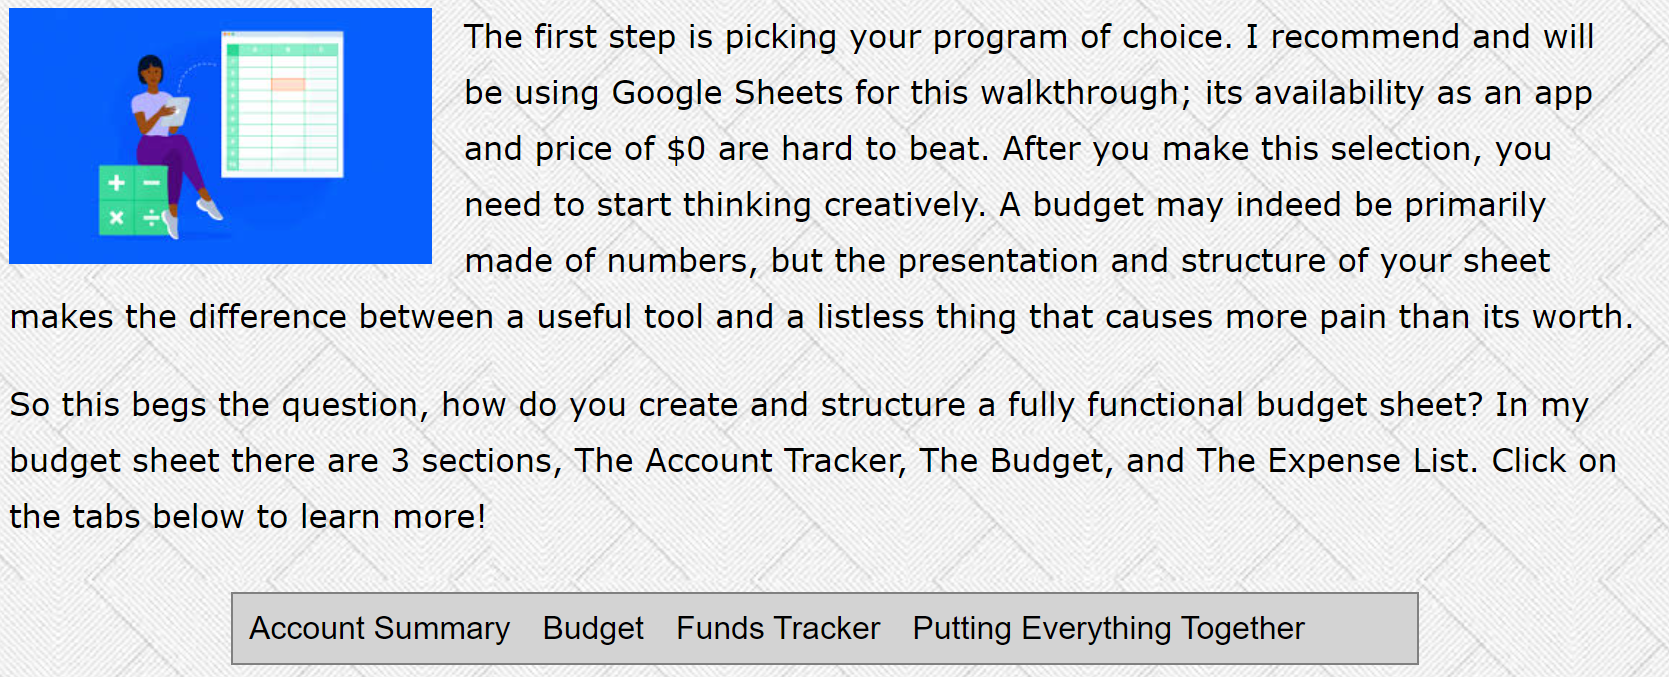 The first step is picking your program of choice. I recommend and will
be using Google Sheets for this walkthrough; its availability as an app
and price of $0 are hard to beat. After you make this selection, you
need to start thinking creatively. A budget may indeed be primarily
made of numbers, but the presentation and structure of your sheet
makes the difference between a useful tool and a listless thing that causes more pain than its worth.
So this begs the question, how do you create and structure a fully functional budget sheet? In my
budget sheet there are 3 sections, The Account Tracker, The Budget, and The Expense List. Click on
the tabs below to learn more!
Account Summary Budget Funds Tracker Putting Everything Together